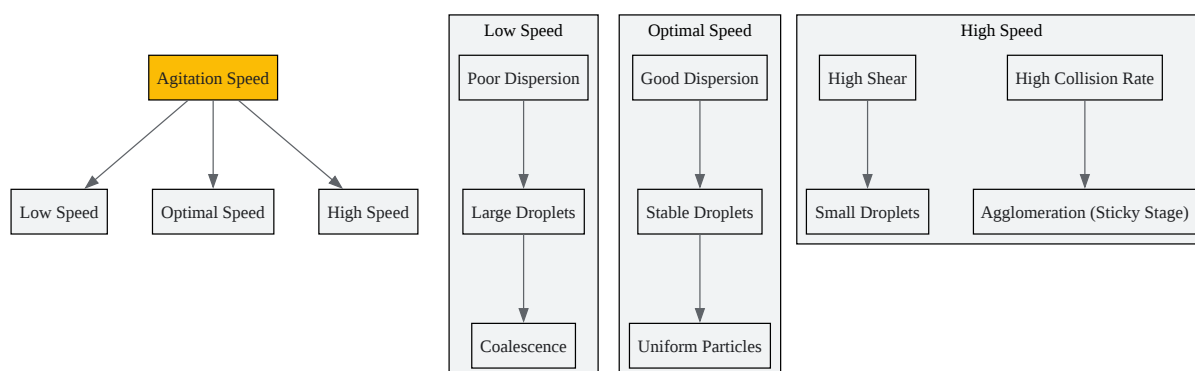 Agitation Speed
Low Speed
Optimal Speed
High Speed
Low Speed
Poor Dispersion
Large Droplets
Coalescence
Optimal Speed
Good Dispersion
Stable Droplets
Uniform Particles
High Speed
High Shear
Small Droplets
High Collision Rate
Agglomeration (Sticky Stage)